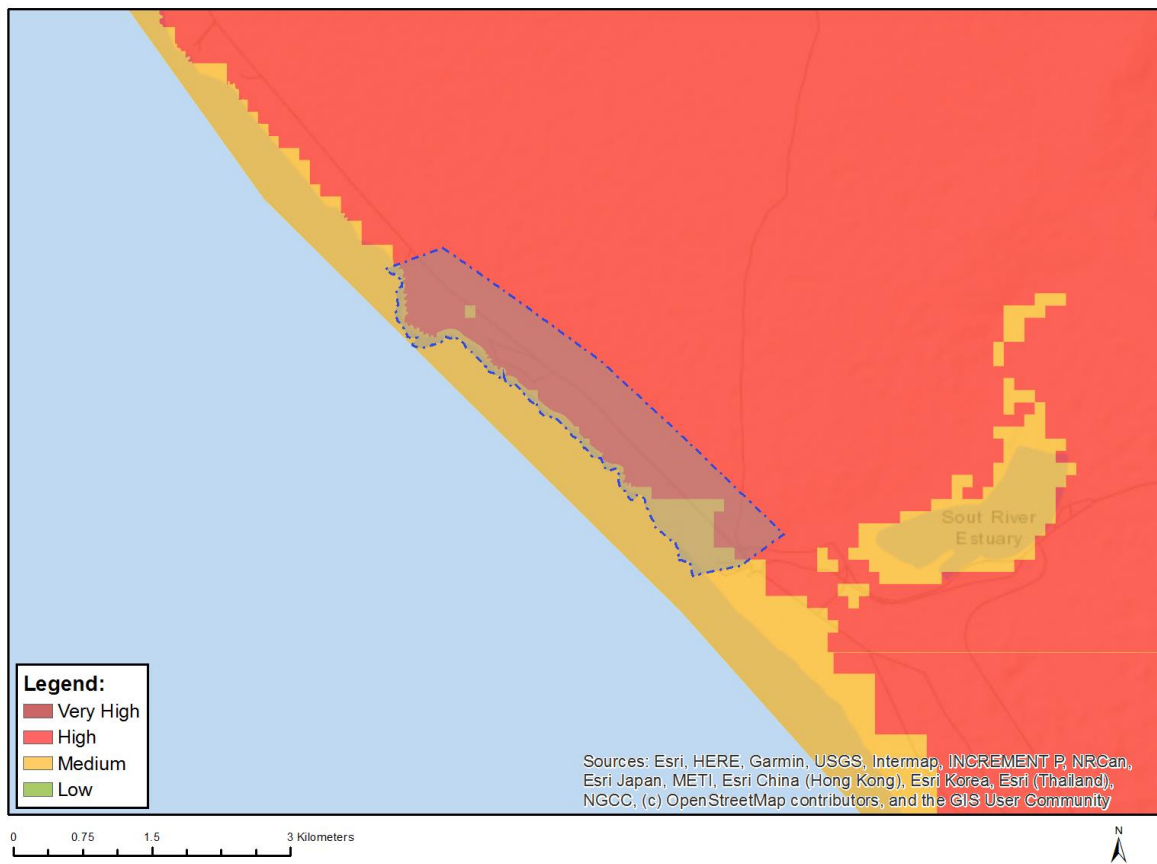 Sout River
Estuary
Legend:
Very High
High
Medium
Low
Sources: Esri, HERE, Garmin, USGS, Intermap, INCREMENT P, NRCan,
Esri Japan, METI, Esri China (Hong Kong), Esri Korea, Esri (Thailand),
NGCC, (c) OpenStreetMap contributors, and the GIS User Community
0 0.75 1.5 3 Kilometers
N